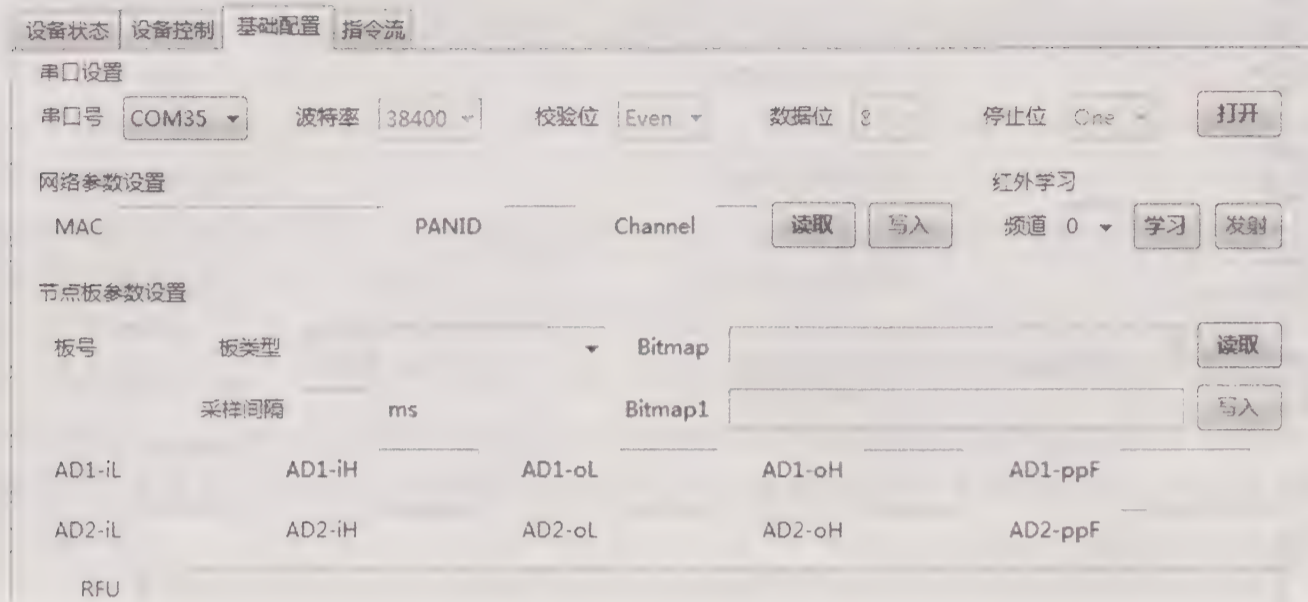 设备状态 设备控制 基础配置 指令流
串口设置
串口号 COM35 波特率 38400 校验位 Even 数据位 8 停止位 One 打开
网络参数设置 红外学习
MAC PANID Channel 读取 写入 频道 0 学习 发射
节点板参数设置
板号 板类型 Bitmap 读取
采样间隔 ms Bitmap1 写入
AD1-iL AD1-iH AD1-oL AD1-oH AD1-ppF
AD2-iL AD2-iH AD2-oL AD2-oH AD2-ppF
RFU